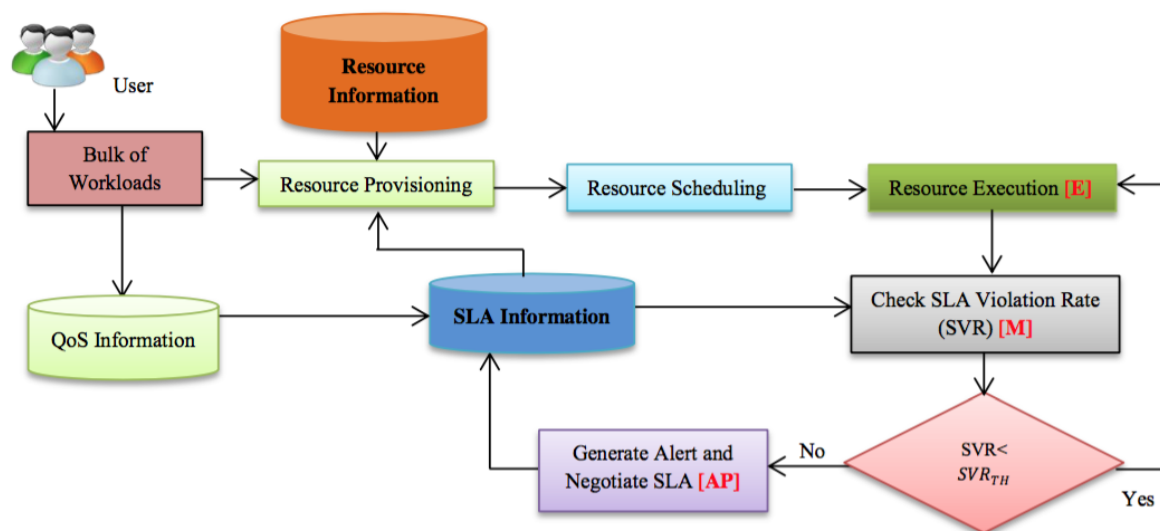 User
Resource
Information
Bulk of
Workloads
Resource Provisioning
Resource Scheduling
Resource Execution [E]
QoS Information
SLA Information
Check SLA Violation Rate
(SVR) [M]
Generate Alert and
Negotiate SLA [AP]
No
SVR<
SVR_TH
Yes